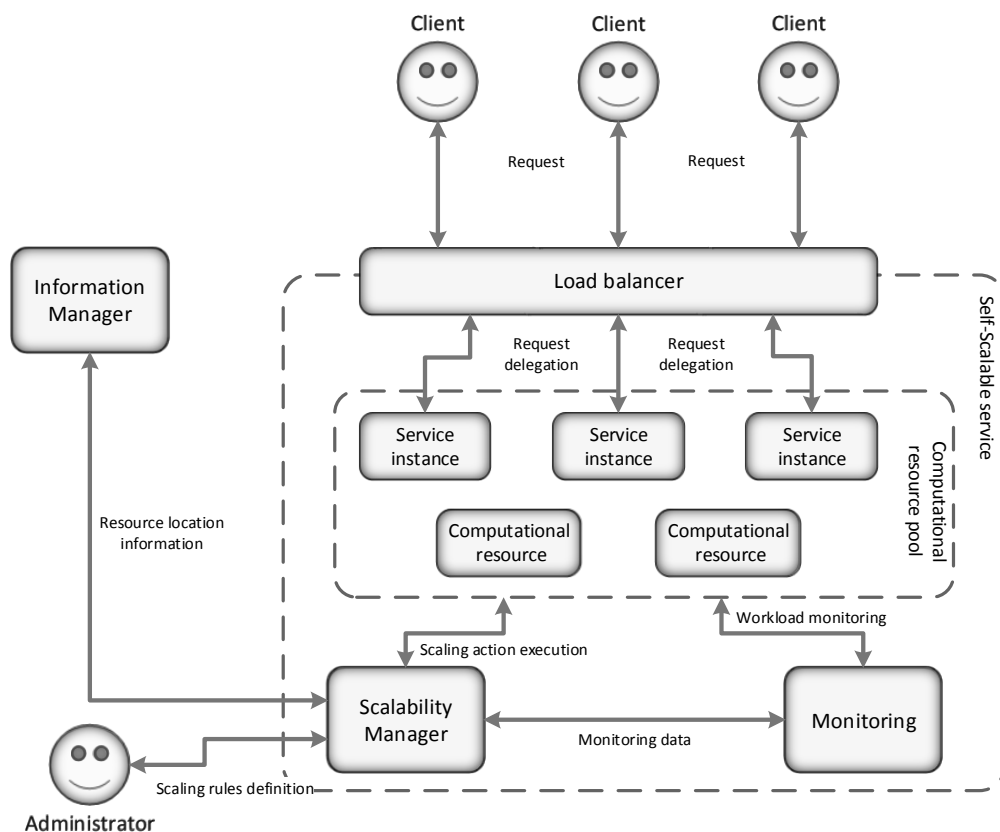 Client
Client
Client
Request
Request
Load balancer
Information
Manager
Self-Scalable service
Request
delegation
Request
delegation
Service
instance
Service
instance
Service
instance
Computational
resource pool
Computational
resource
Computational
resource
Resource location
information
Workload monitoring
Scaling action execution
Scalability
Manager
Monitoring
Monitoring data
Scaling rules definition
Administrator